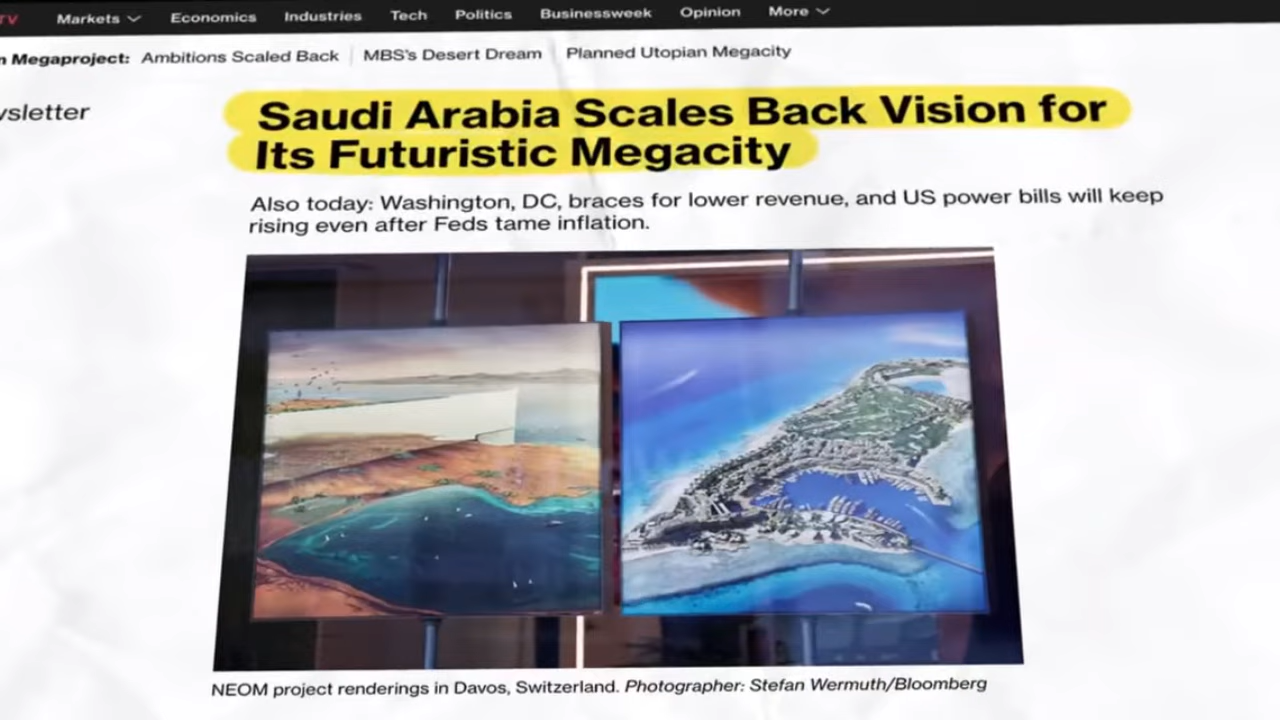 TV Markets Economics Industries Tech Politics Businessweek Opinion More
Megaproject: Ambitions Scaled Back MBS's Desert Dream Planned Utopian Megacity
Saudi Arabia Scales Back Vision for
Its Futuristic Megacity
Also today: Washington, DC, braces for lower revenue, and US power bills will keep
rising even after Feds tame inflation.
NEOM project renderings in Davos, Switzerland. Photographer: Stefan Wermuth/Bloomberg